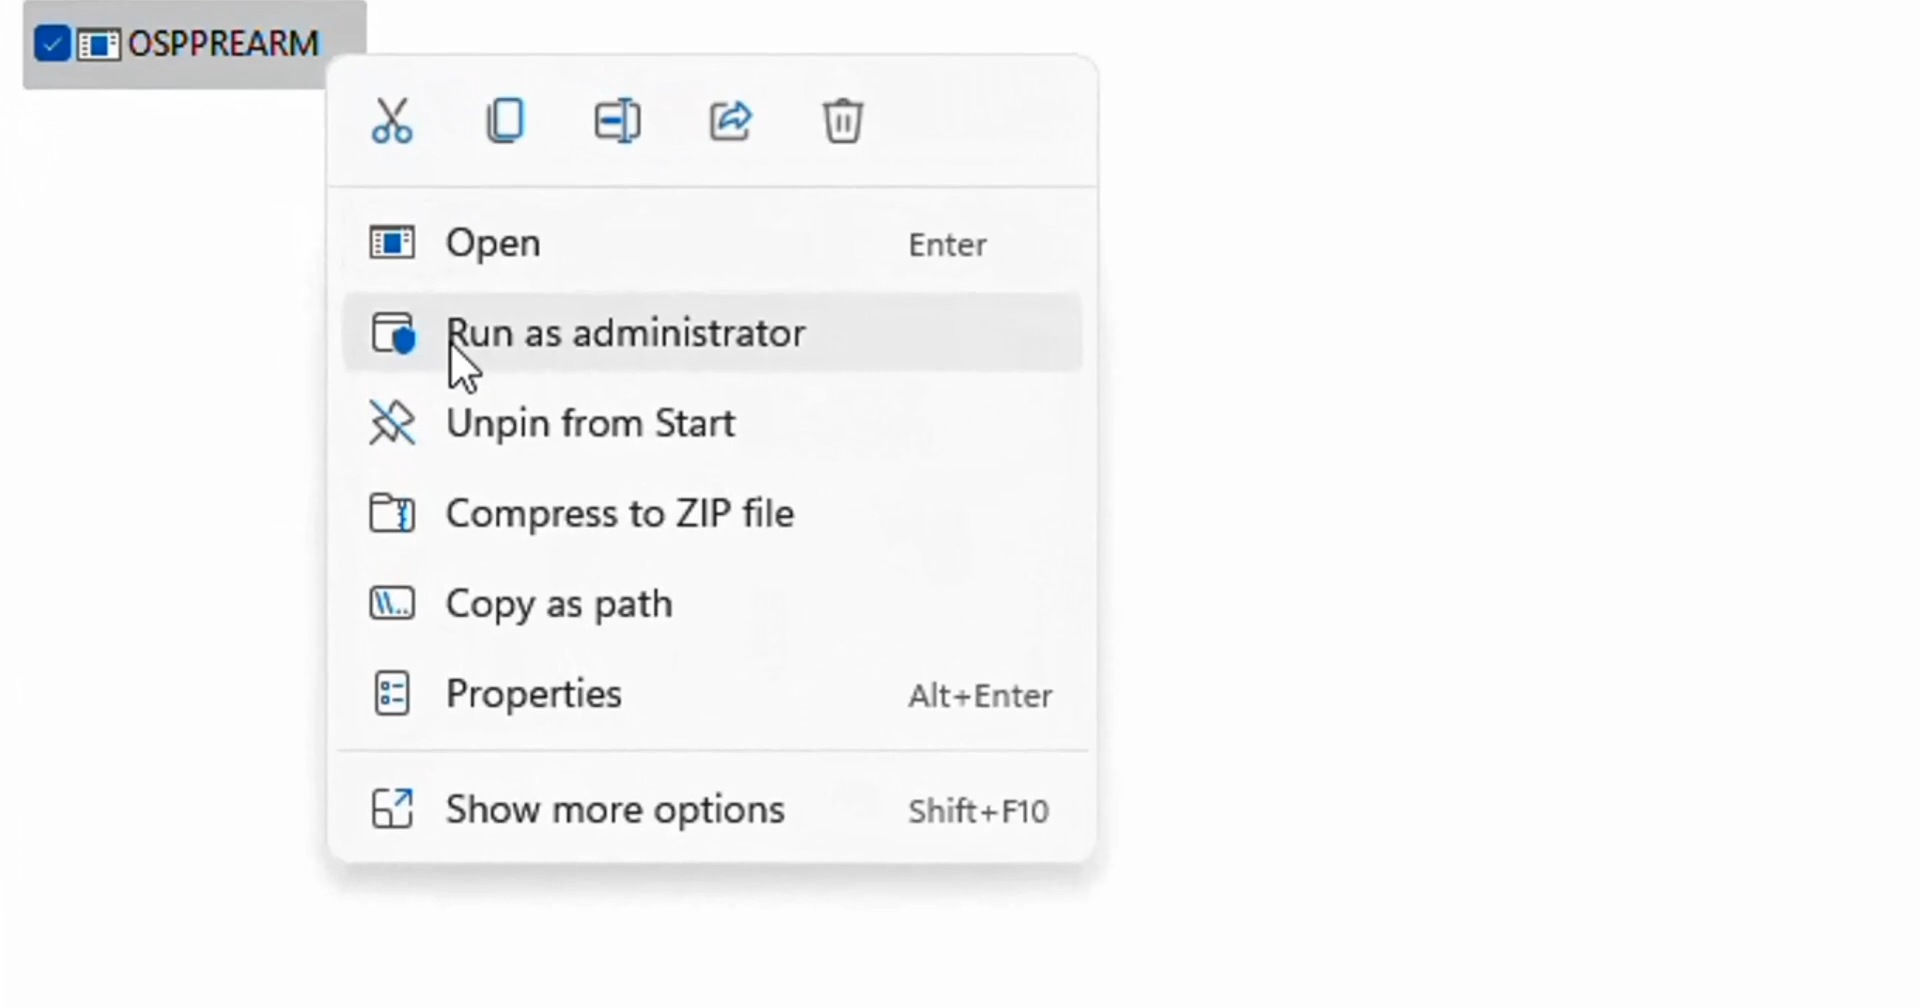 OSPPREARM
Open Enter
Run as administrator
Unpin from Start
Compress to ZIP file
Copy as path
Properties Alt+Enter
Show more options Shift+F10